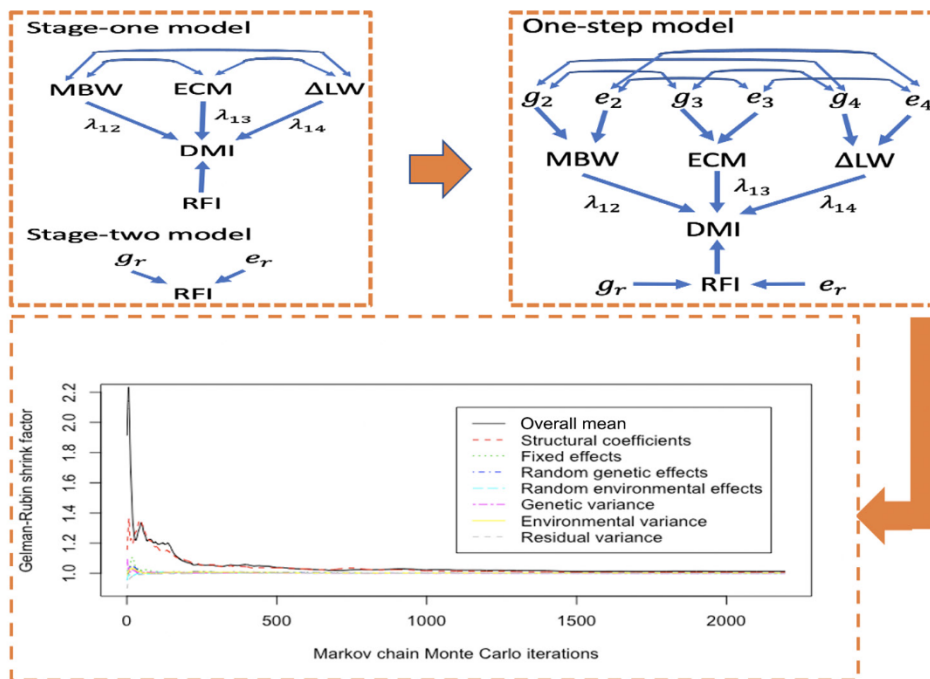 Stage-one model
MBW ECM ΔLW
λ₁₂ λ₁₃ λ₁₄
DMI
RFI
Stage-two model
gᵣ eᵣ
RFI
One-step model
g₂ e₂ g₃ e₃ g₄ e₄
MBW ECM ΔLW
λ₁₂ λ₁₃ λ₁₄
DMI
gᵣ RFI eᵣ
Gelman-Rubin shrink factor
2.2
2.0
1.8
1.6
1.4
1.2
1.0
Overall mean
Structural coefficients
Fixed effects
Random genetic effects
Random environmental effects
Genetic variance
Environmental variance
Residual variance
0 500 1000 1500 2000
Markov chain Monte Carlo iterations